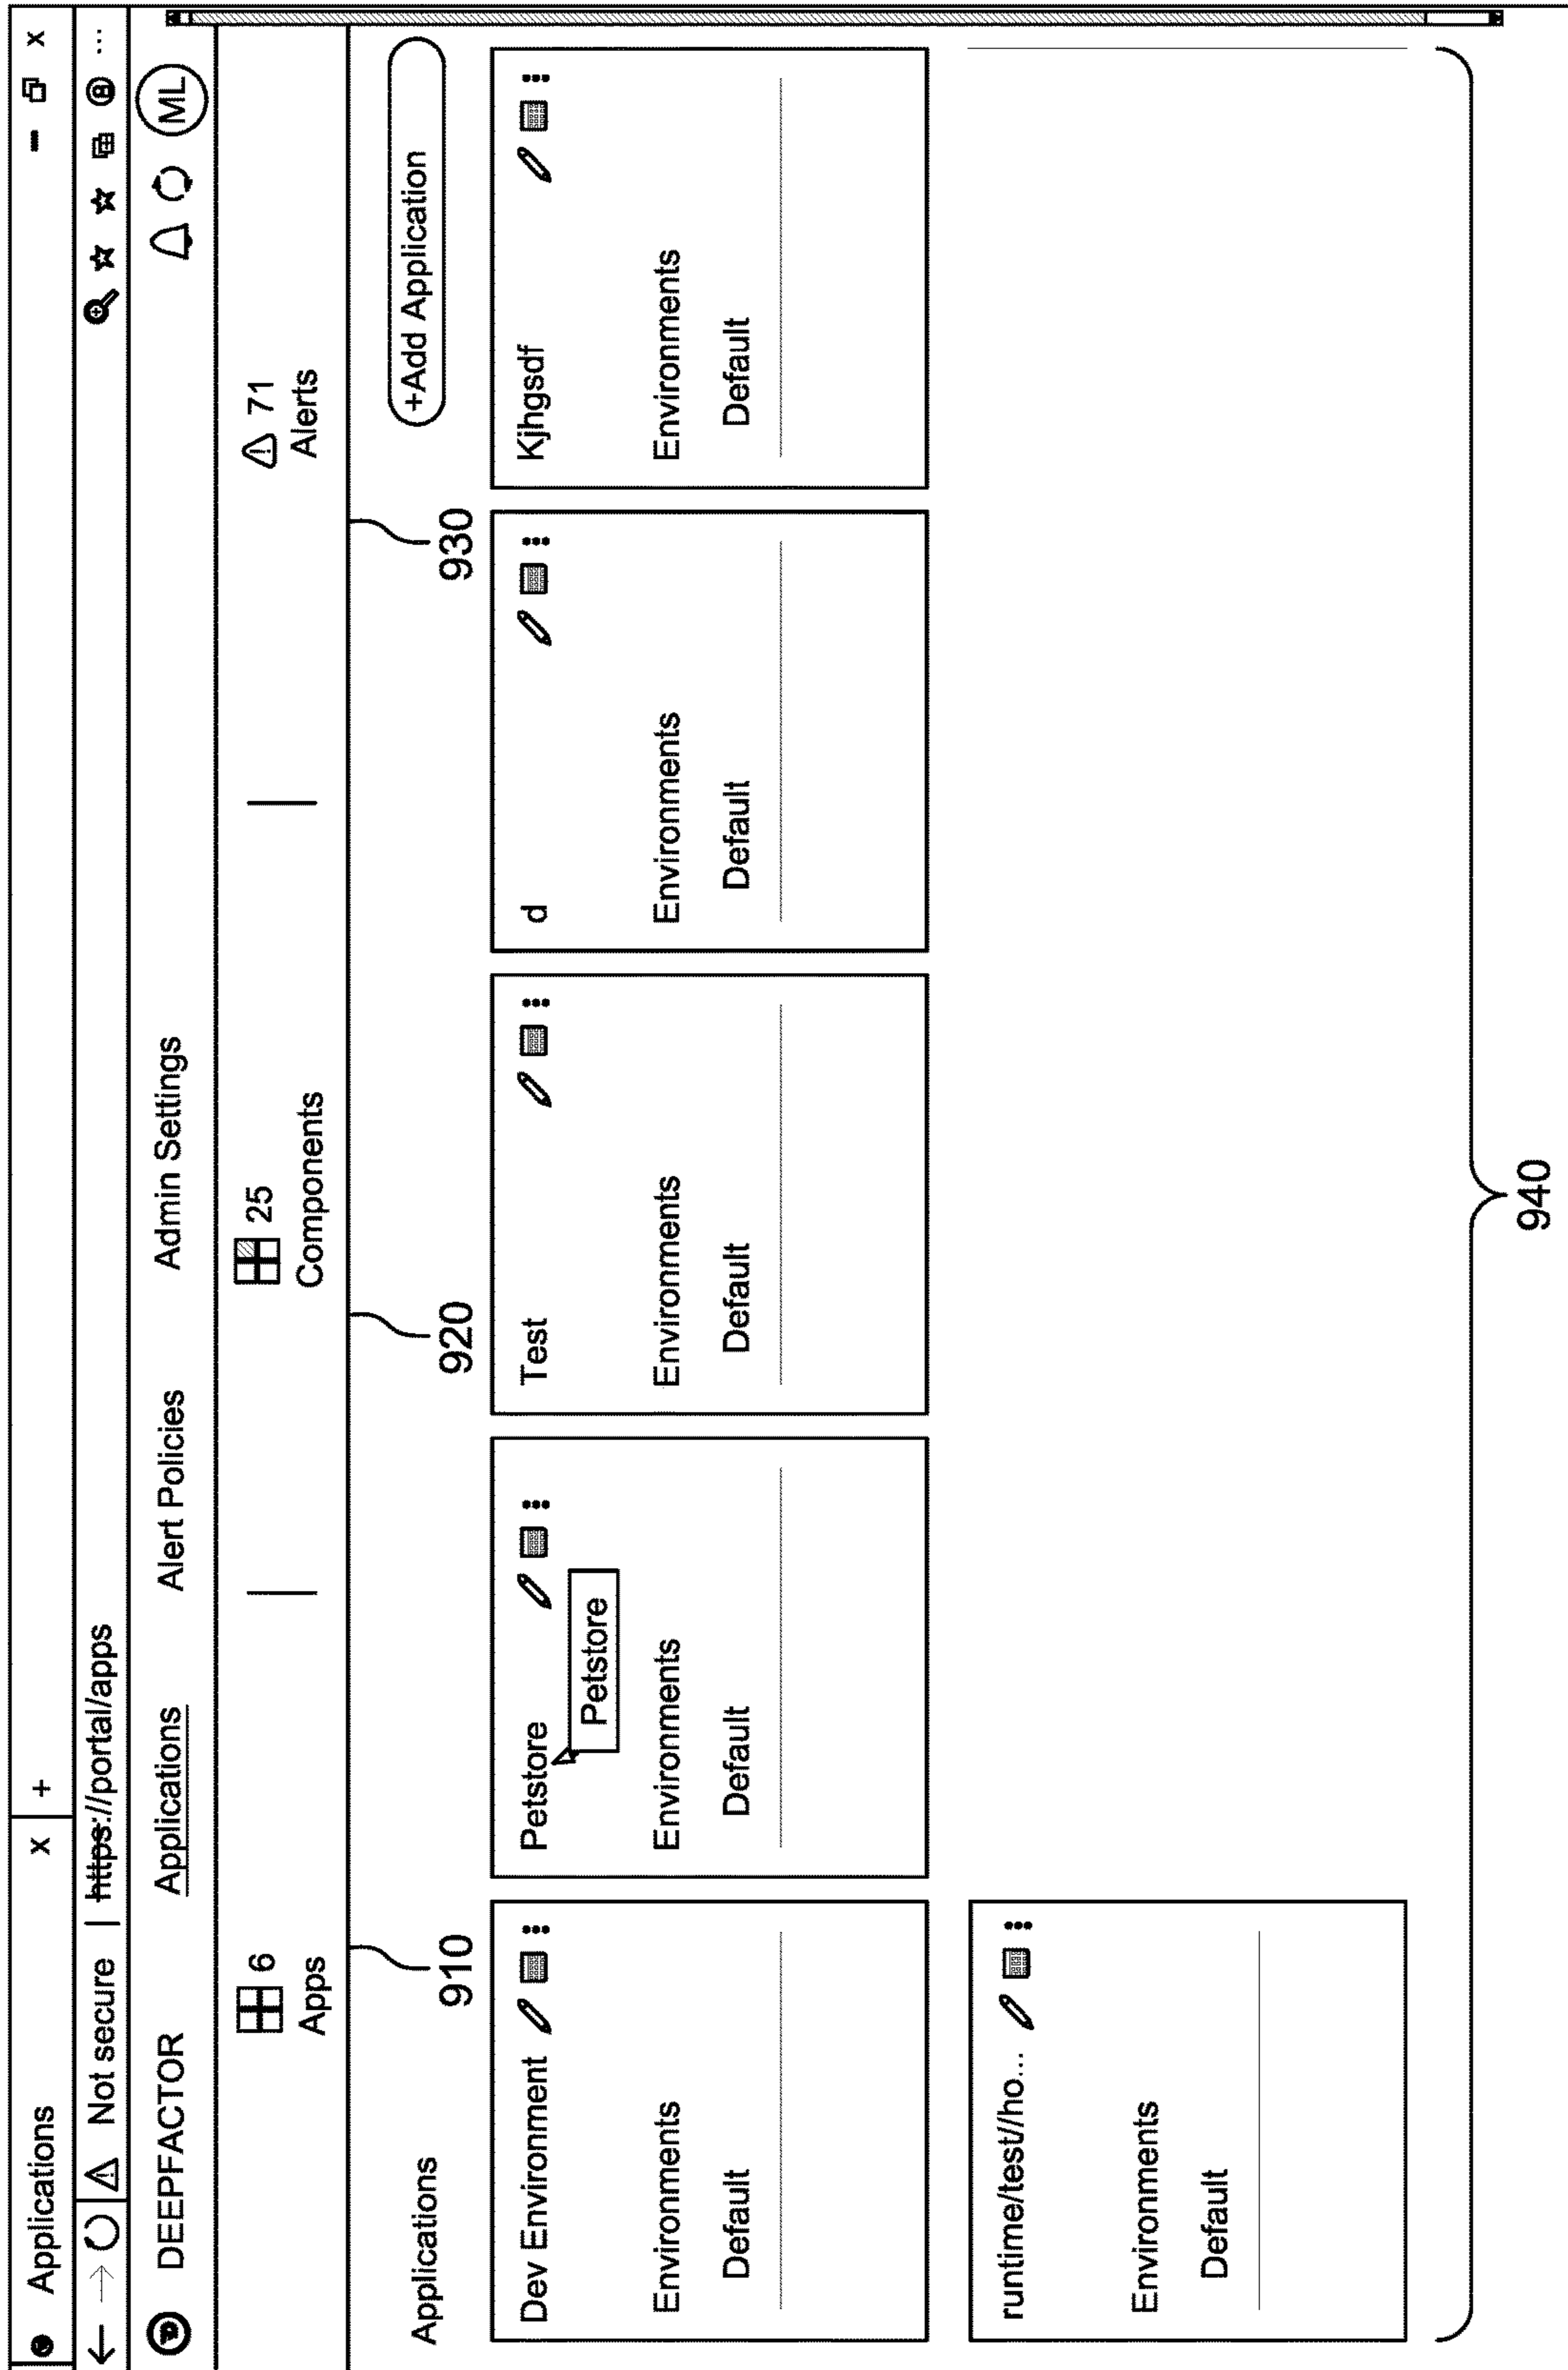 Applications x + x
Not secure | https://portal/apps ...
DEEPFACTOR Applications Alert Policies Admin Settings ML
6 25 71
Apps Components Alerts
910 920 930
Applications +Add Application
Dev Environment Petstore Test d Kjhgsdf
Petstore
Environments Environments Environments Environments Environments
Default Default Default Default Default
runtime/test//ho...
Environments
Default
940